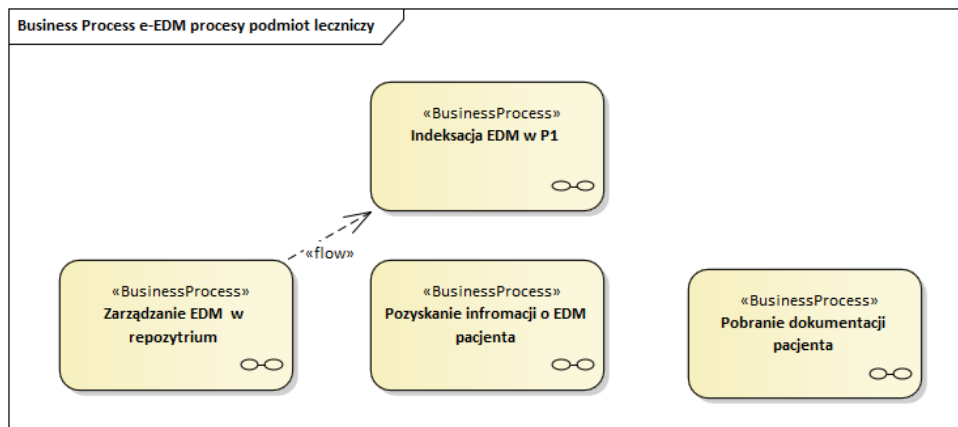 Business Process e-EDM procesy podmiot leczniczy
«BusinessProcess»
Indeksacja EDM w P1
«flow»
«BusinessProcess»
Zarządzanie EDM w
repozytrium
«BusinessProcess»
Pozyskanie infromacji o EDM
pacjenta
«BusinessProcess»
Pobranie dokumentacji
pacjenta